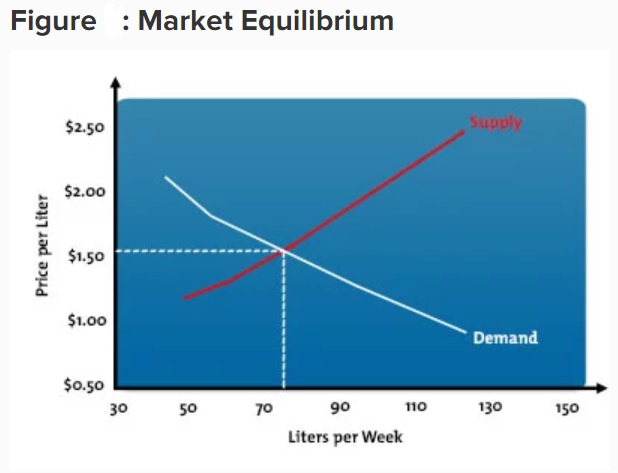 Figure : Market Equilibrium
$2.50
Supply
$2.00
Price per Liter
$1.50
$1.00
Demand
$0.50
30 50 70 90 110 130 150
Liters per Week